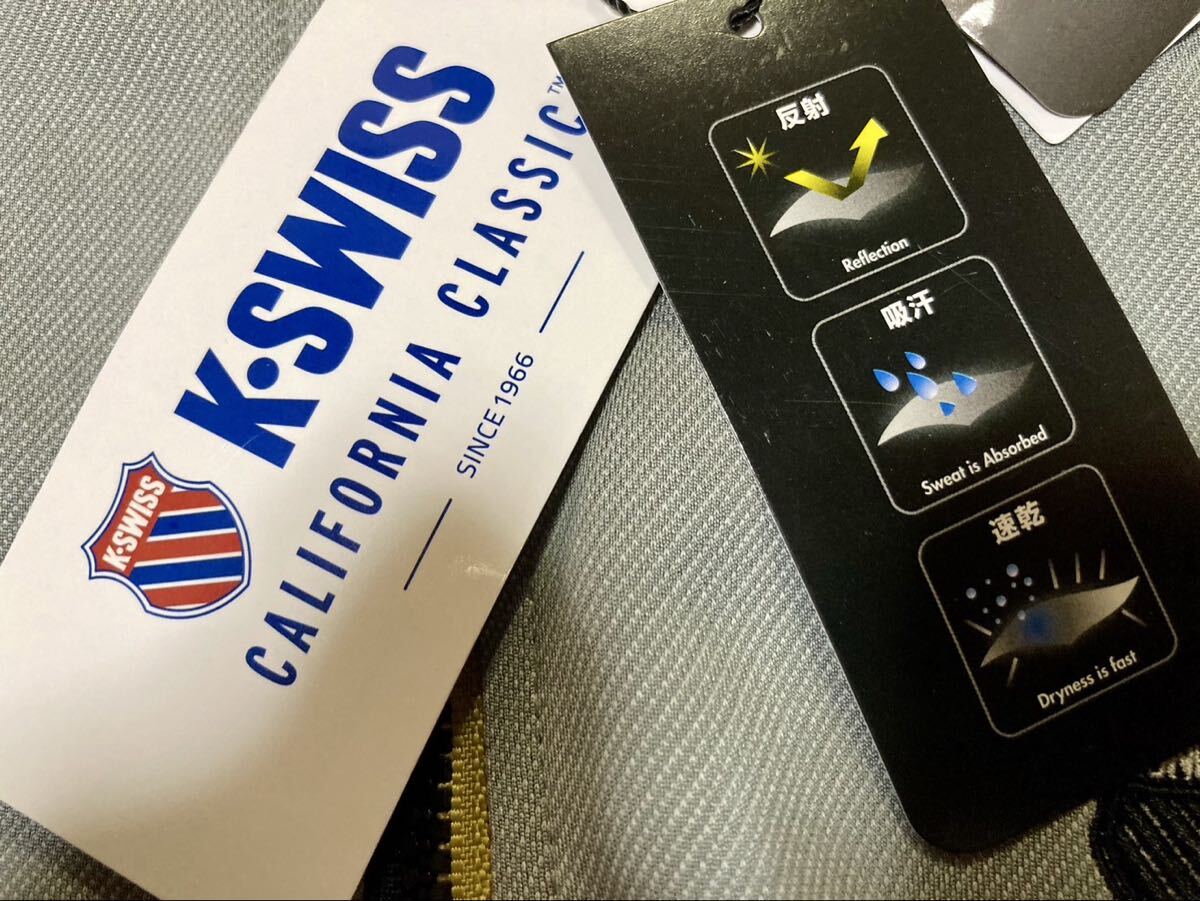 K·SWISS
CALIFORNIA CLASSIC™
SINCE 1966
K·SWISS
反射
Reflection
吸汗
Sweat is Absorbed
速乾
Dryness is fast